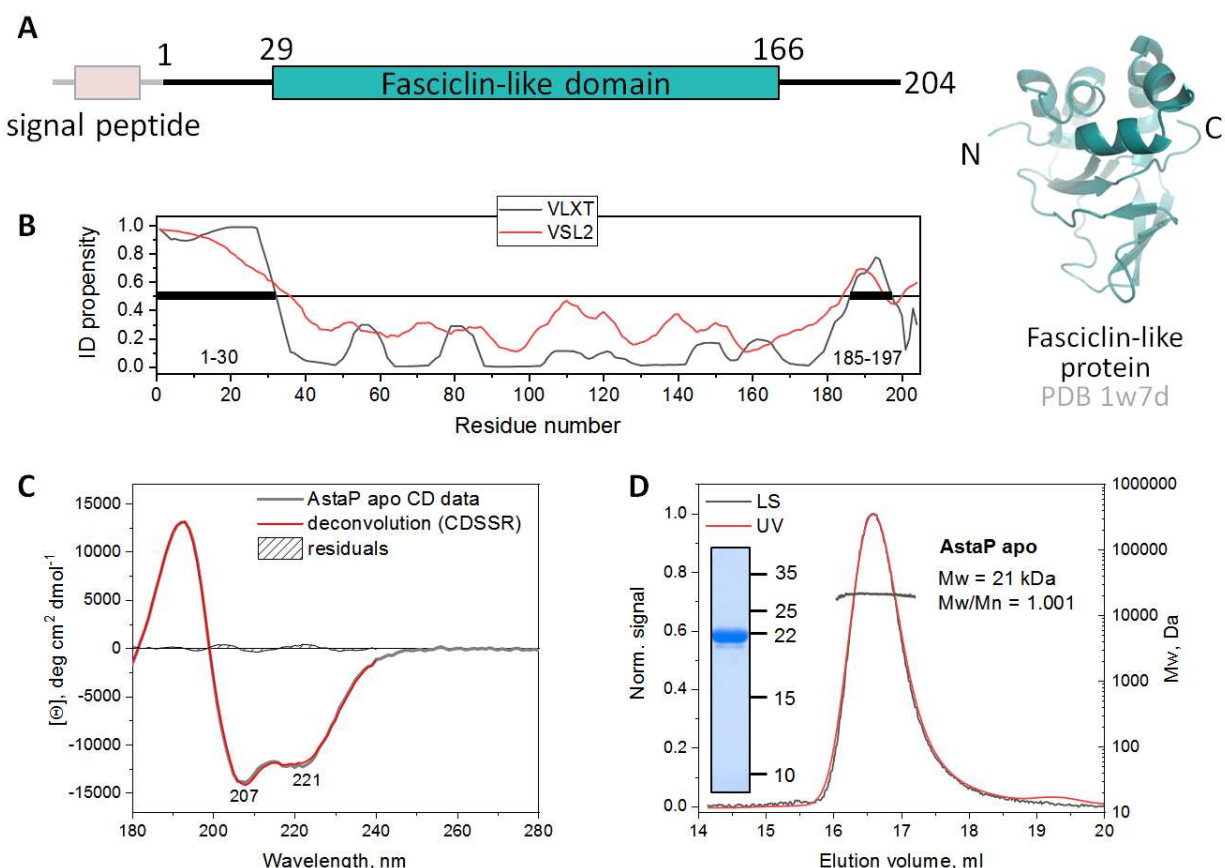 A
1
29
166
Fasciclin-like domain
204
signal peptide
N
C
Fasciclin-like
protein
PDB 1w7d
B
VLXT
VSL2
ID propensity
1.0
0.8
0.6
0.4
0.2
0.0
1-30
185-197
0 20 40 60 80 100 120 140 160 180 200
Residue number
C
AstaP apo CD data
deconvolution (CDSSR)
residuals
[Θ], deg cm² dmol⁻¹
15000
10000
5000
0
-5000
-10000
-15000
207
221
180 200 220 240 260 280
Wavelength, nm
D
LS
UV
Norm. signal
1.0
0.8
0.6
0.4
0.2
0.0
35
25
22
15
10
AstaP apo
Mw = 21 kDa
Mw/Mn = 1.001
1000000
100000
10000
1000
100
10
Mw, Da
14 15 16 17 18 19 20
Elution volume, ml